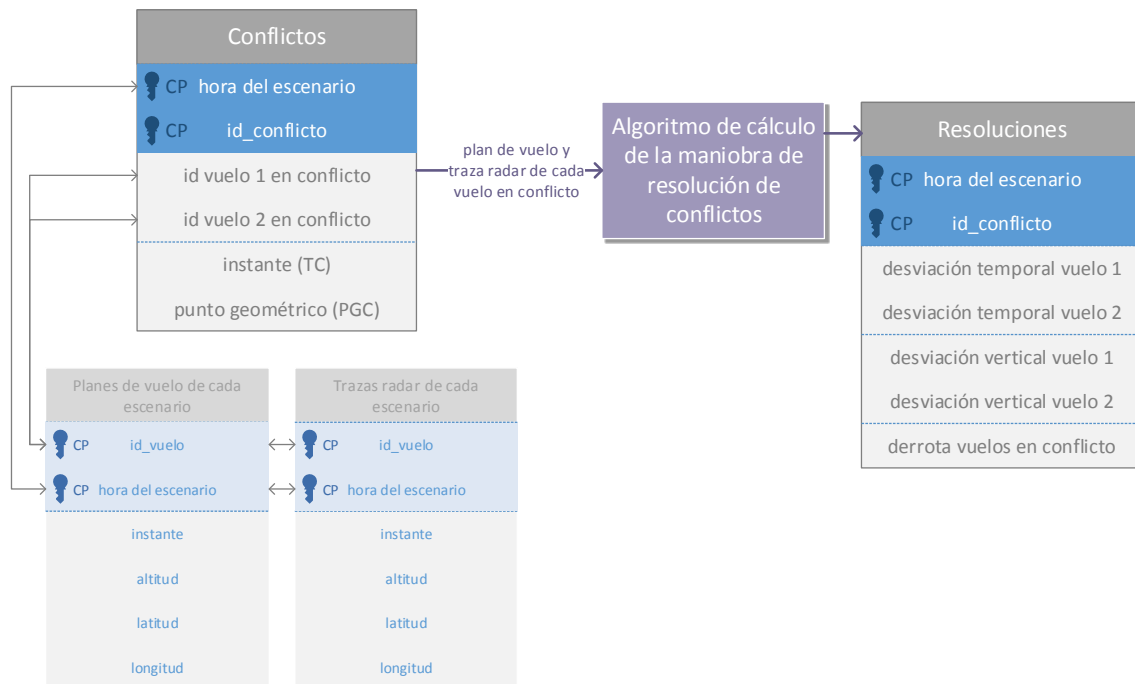 Conflictos
CP hora del escenario
CP id_conflicto
id vuelo 1 en conflicto
id vuelo 2 en conflicto
instante (TC)
punto geométrico (PGC)
plan de vuelo y
traza radar de cada
vuelo en conflicto
Algoritmo de cálculo
de la maniobra de
resolución de
conflictos
Resoluciones
CP hora del escenario
CP id_conflicto
desviación temporal vuelo 1
desviación temporal vuelo 2
desviación vertical vuelo 1
desviación vertical vuelo 2
derrota vuelos en conflicto
Planes de vuelo de cada
escenario
CP id_vuelo
CP hora del escenario
instante
altitud
latitud
longitud
Trazas radar de cada
escenario
CP id_vuelo
CP hora del escenario
instante
altitud
latitud
longitud